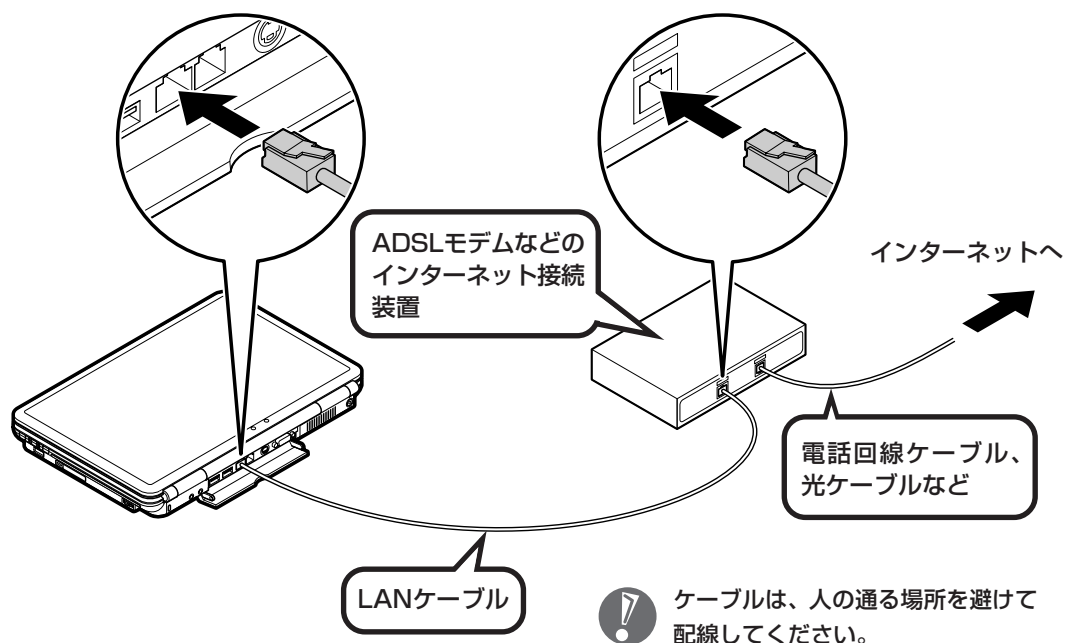 ADSLモデムなどの
インターネット接続
装置
インターネットへ
電話回線ケーブル、
光ケーブルなど
LANケーブル
ケーブルは、人の通る場所を避けて
配線してください。